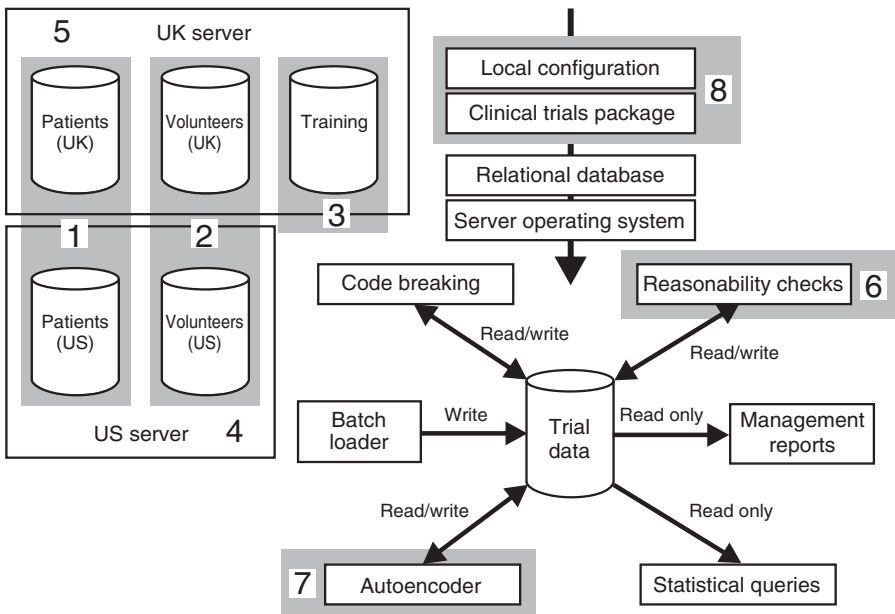 5
UK server
Patients
(UK)
Volunteers
(UK)
Training
1
2
3
Patients
(US)
Volunteers
(US)
US server
4
Local configuration
Clinical trials package
8
Relational database
Server operating system
Code breaking
Reasonability checks
6
Read/write
Read/write
Batch
loader
Write
Trial
data
Read only
Management
reports
Read/write
Read only
7
Autoencoder
Statistical queries